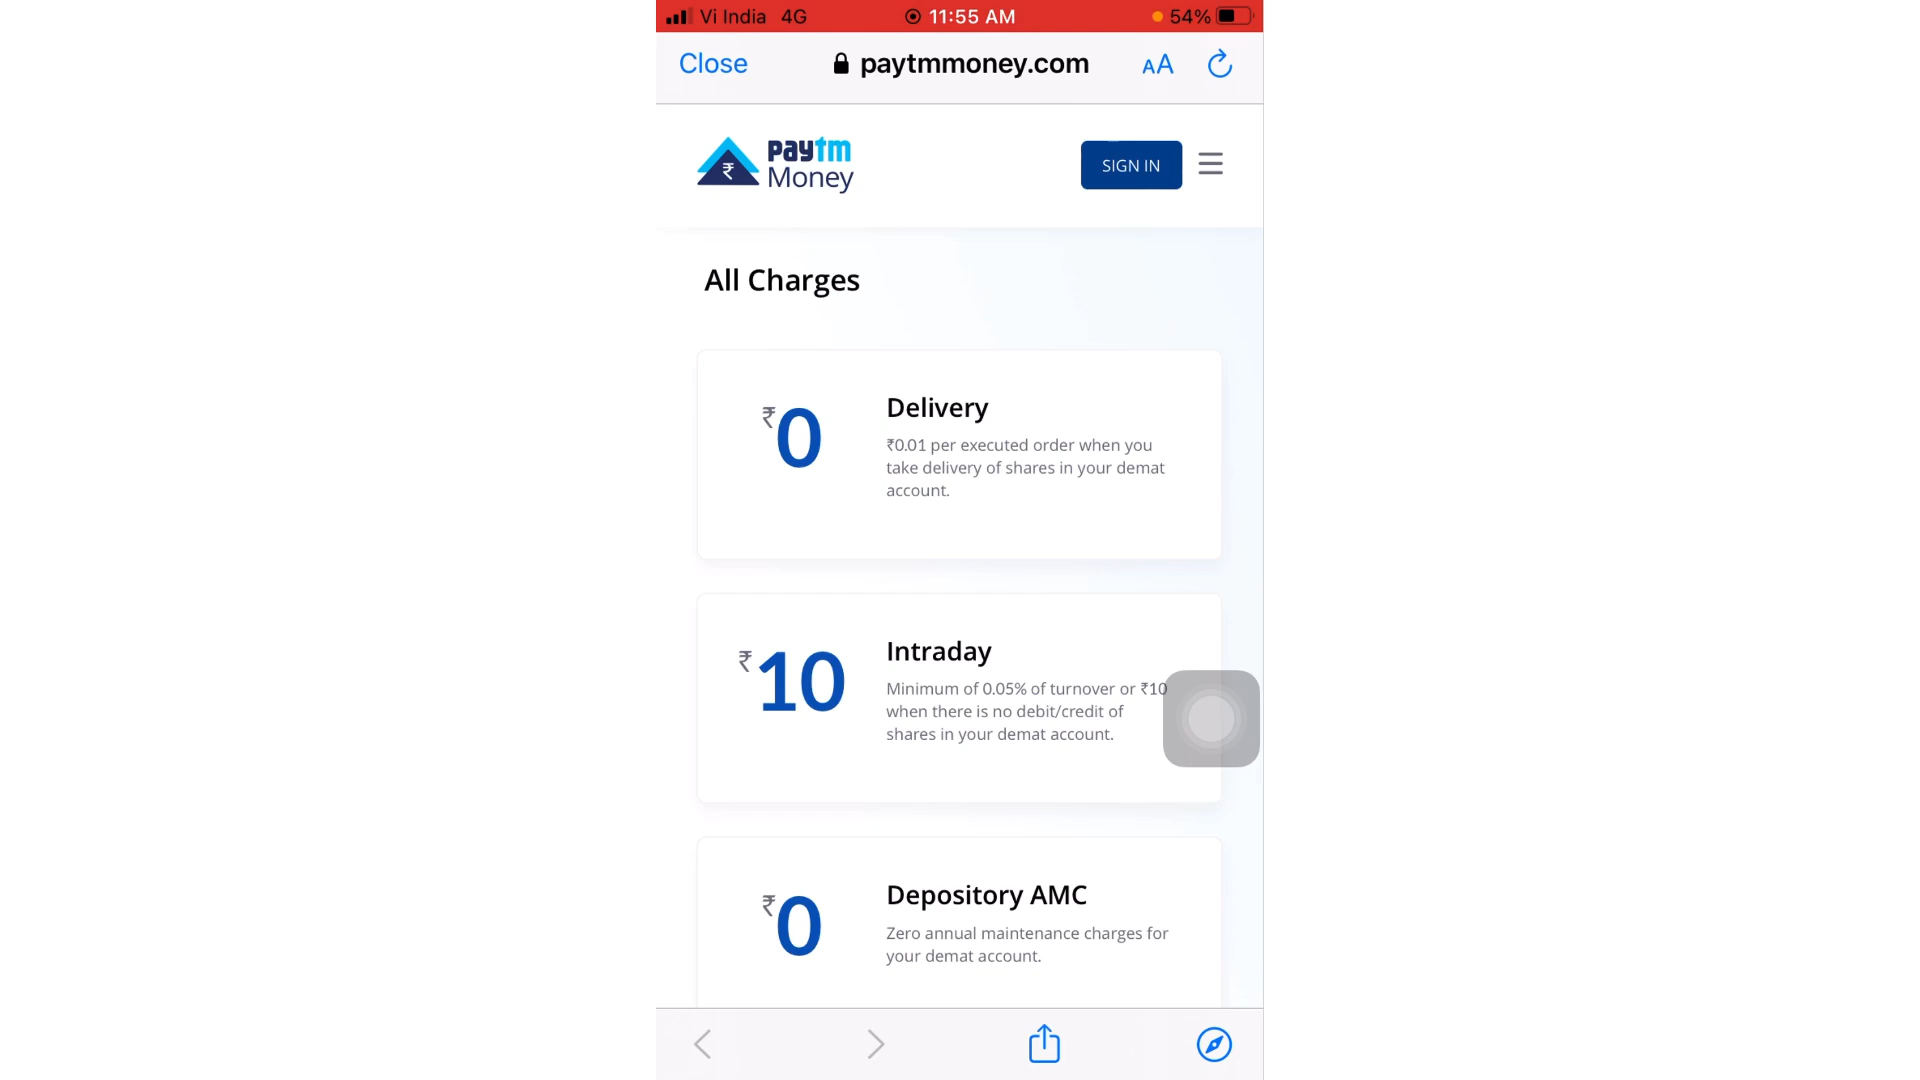 Vi India 4G 11:55 AM 54%
Close paytmmoney.com AA
paytm
Money
SIGN IN
All Charges
₹0
Delivery
₹0.01 per executed order when you
take delivery of shares in your demat
account.
₹10
Intraday
Minimum of 0.05% of turnover or ₹10
when there is no debit/credit of
shares in your demat account.
₹0
Depository AMC
Zero annual maintenance charges for
your demat account.